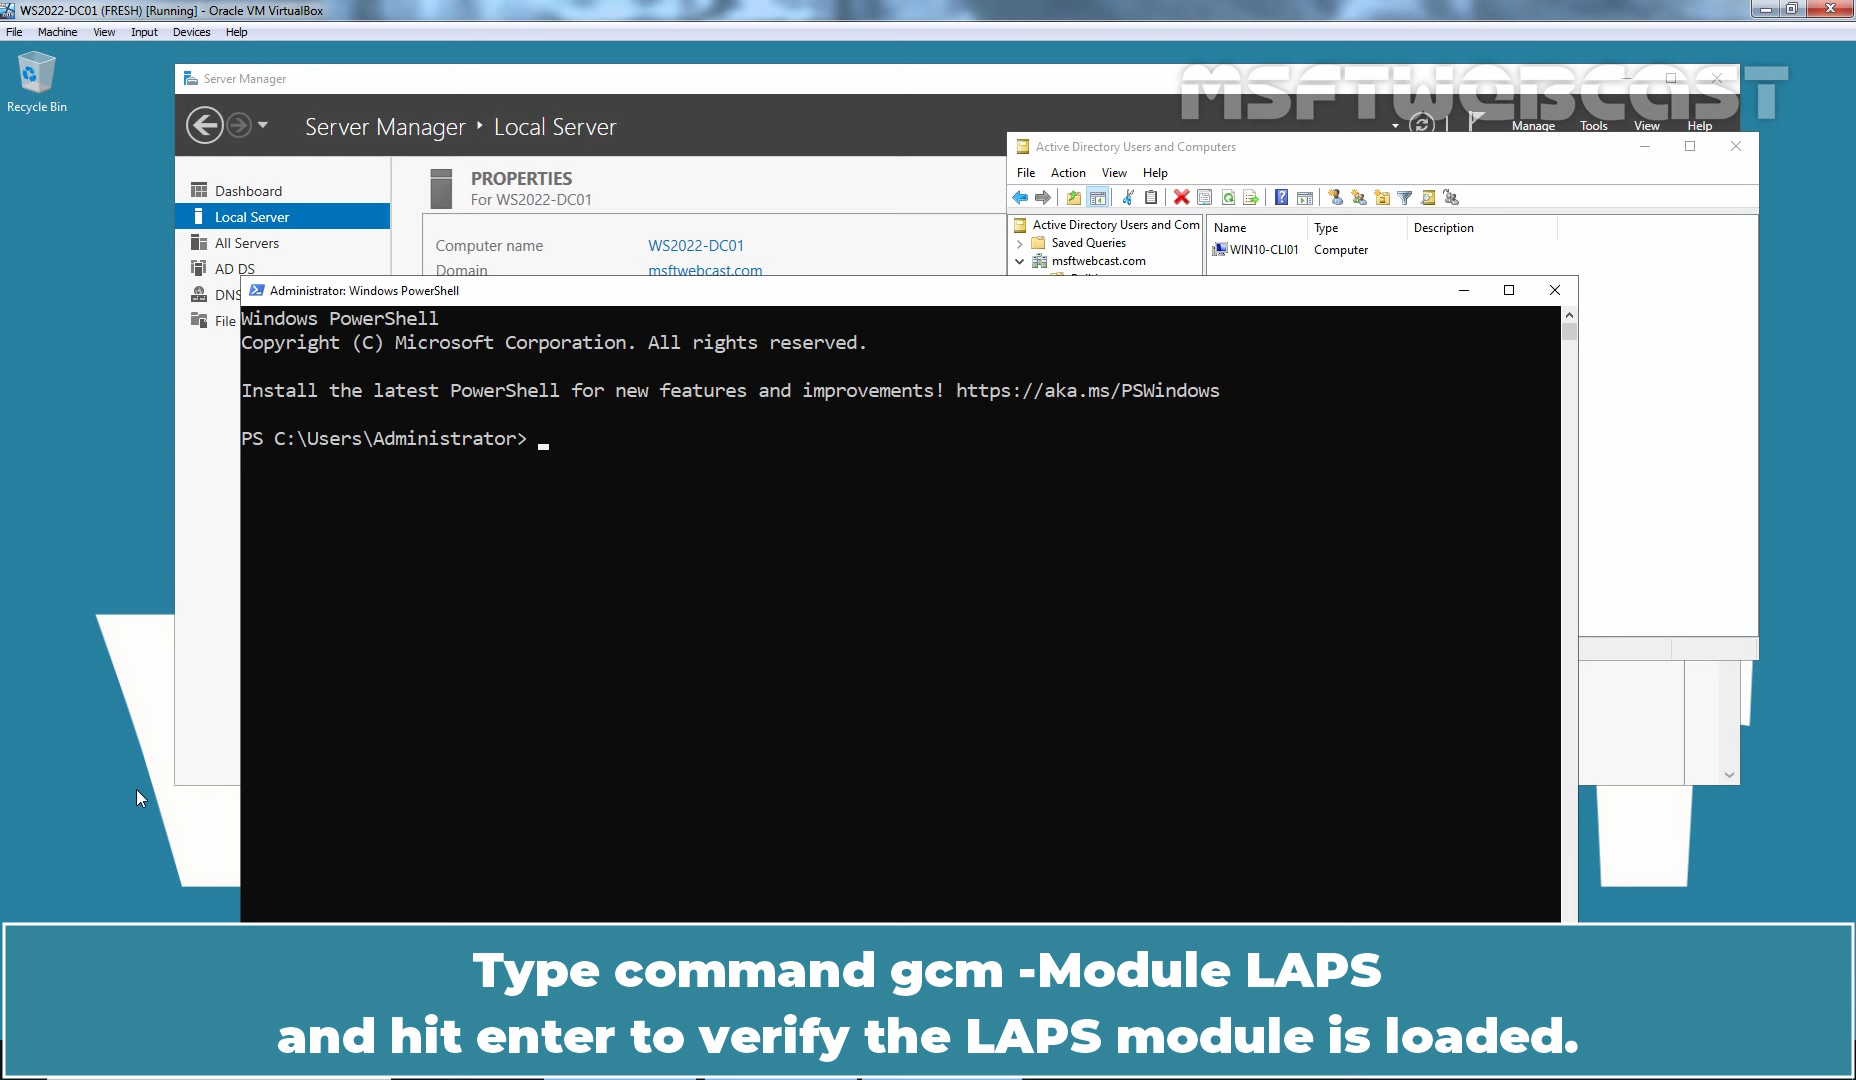 WS2022-DC01 (FRESH) [Running] - Oracle VM VirtualBox
File Machine View Input Devices Help
Recycle Bin
Server Manager
MSFTWEBCAST
Server Manager • Local Server
Manage Tools View Help
Active Directory Users and Computers
File Action View Help
Dashboard
Local Server
All Servers
AD DS
DNS
File
PROPERTIES
For WS2022-DC01
Computer name WS2022-DC01
Domain msftwebcast.com
Active Directory Users and Com
Saved Queries
msftwebcast.com
Name Type Description
WIN10-CLI01 Computer
Administrator: Windows PowerShell
Windows PowerShell
Copyright (C) Microsoft Corporation. All rights reserved.
Install the latest PowerShell for new features and improvements! https://aka.ms/PSWindows
PS C:\Users\Administrator>
Type command gcm -Module LAPS
and hit enter to verify the LAPS module is loaded.